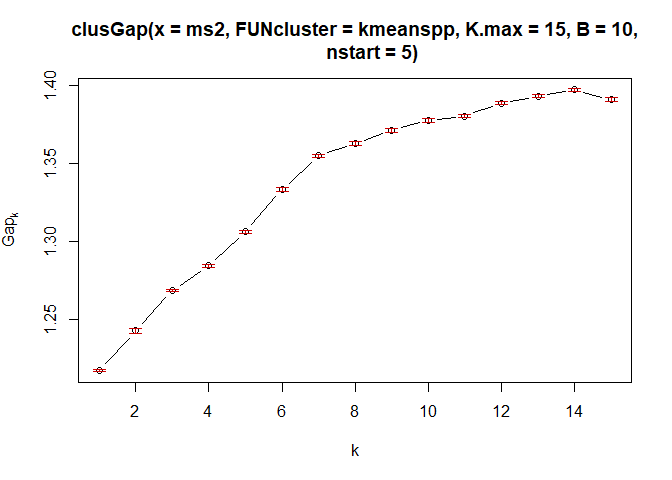 clusGap(x = ms2, FUNcluster = kmeanspp, K.max = 15, B = 10,
nstart = 5)
1.40
1.35
1.30
1.25
Gapk
2 4 6 8 10 12 14
k